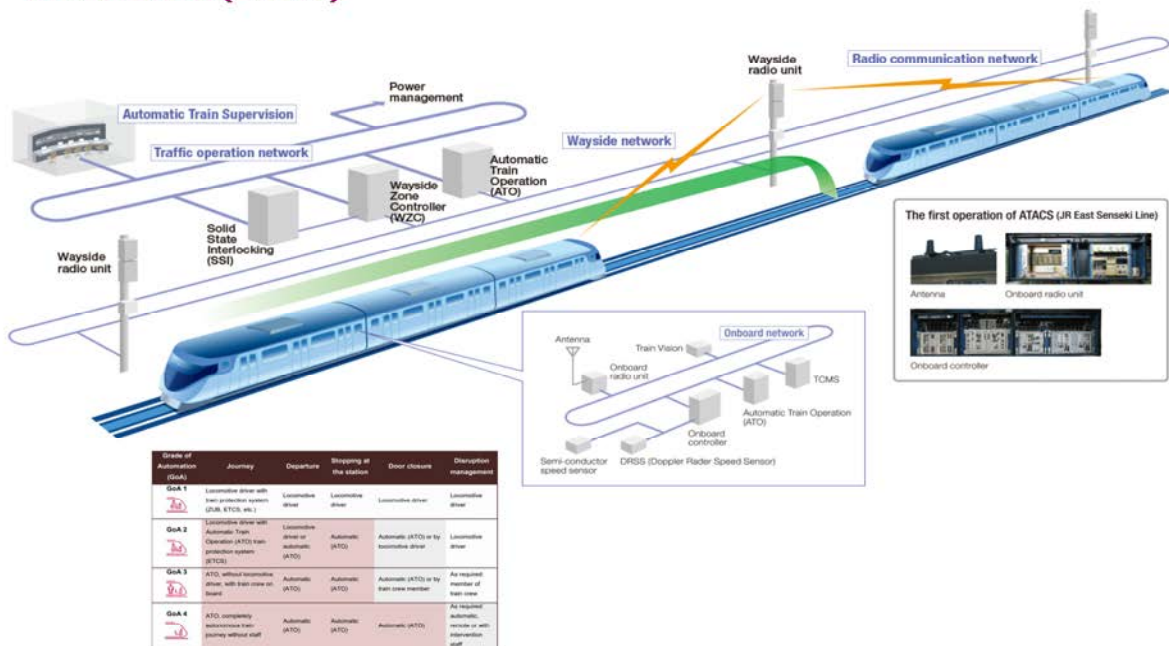 Power
management
Automatic Train Supervision
Traffic operation network
Automatic
Train
Operation
(ATO)
Wayside
Zone
Controller
(WZC)
Solid
State
Interlocking
(SSI)
Wayside
radio unit
Wayside network
Wayside
radio unit
Radio communication network
The first operation of ATACS (JR East Senseki Line)
Antenna
Onboard radio unit
Onboard controller
Onboard network
Antenna
Train Vision
Onboard
radio unit
TCMS
Automatic Train Operation
(ATO)
Onboard
controller
Semi-conductor
speed sensor
DRSS (Doppler Rader Speed Sensor)
Grade of
Automation
(GoA)
Journey
Departure
Stopping at
the station
Door closure
Disruption
management
GoA 1
Locomotive driver with
train protection system
(ZUB, ETCS, etc.)
Locomotive
driver
Locomotive
driver
Locomotive driver
Locomotive
driver
GoA 2
Locomotive driver with
Automatic Train
Operation (ATO) train
protection system
(ETCS)
Locomotive
driver or
automatic
(ATO)
Automatic
(ATO)
Automatic (ATO) or by
locomotive driver
Locomotive
driver
GoA 3
ATO, without locomotive
driver, with train crew on
board
Automatic
(ATO)
Automatic
(ATO)
Automatic (ATO) or by
train crew member
As required:
member of
train crew
GoA 4
ATO, completely
autonomous train
journey without staff
Automatic
(ATO)
Automatic
(ATO)
Automatic (ATO)
As required:
automatic,
remote or with
intervention
staff